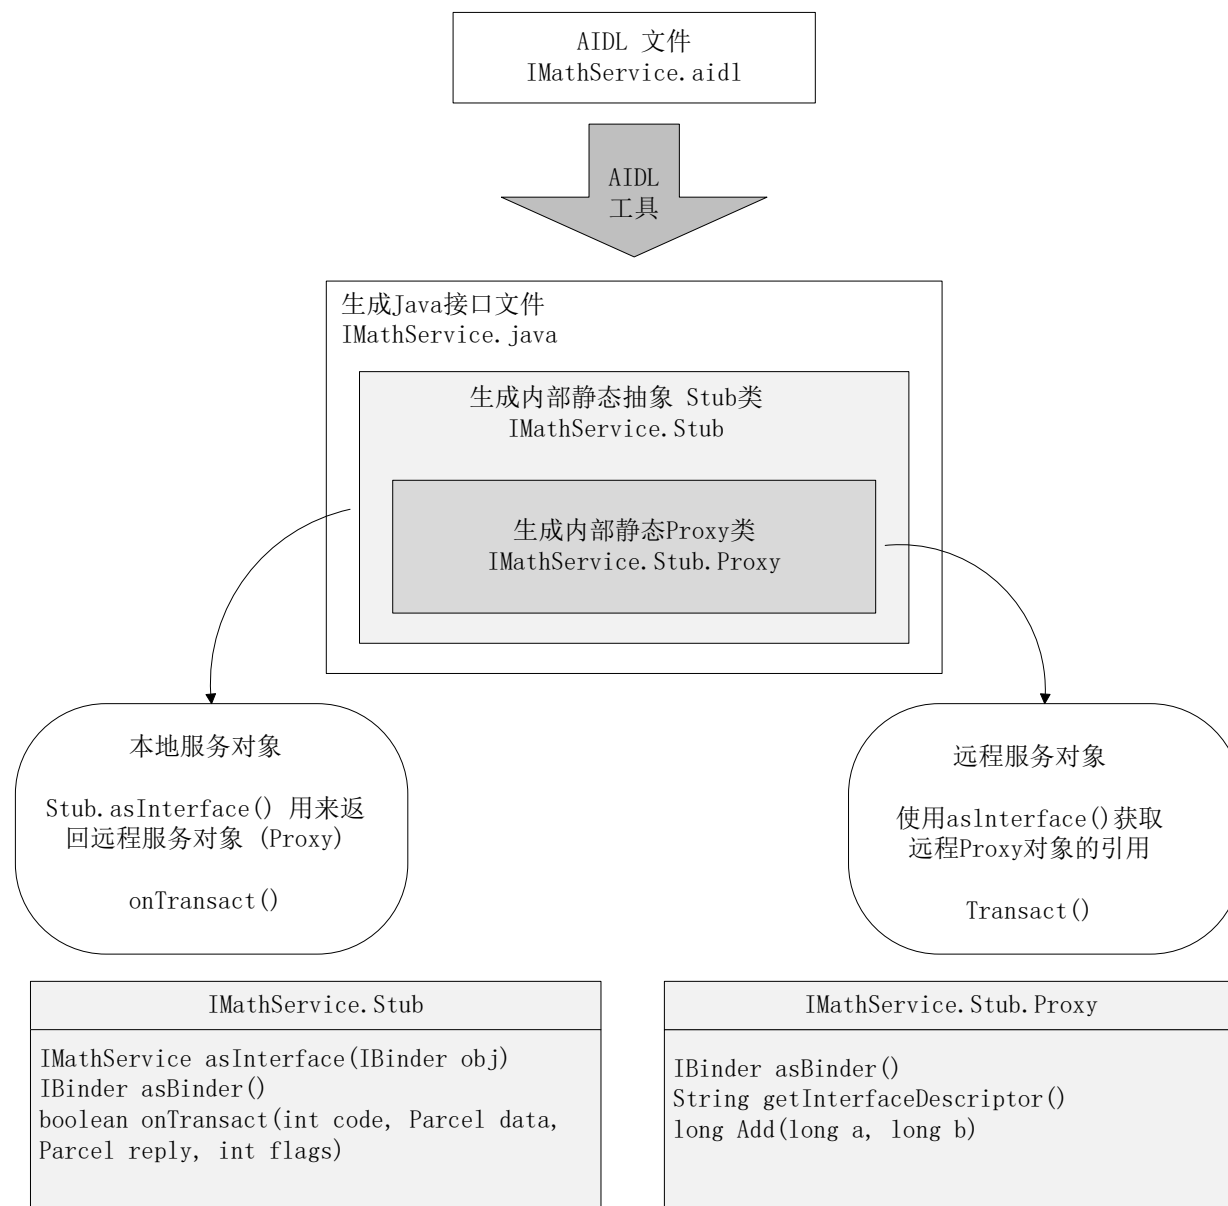 AIDL 文件
IMathService.aidl
AIDL
工具
生成Java接口文件
IMathService.java
生成内部静态抽象 Stub类
IMathService.Stub
生成内部静态Proxy类
IMathService.Stub.Proxy
本地服务对象
Stub.asInterface() 用来返
回远程服务对象 (Proxy)
onTransact()
远程服务对象
使用aslnterface()获取
远程Proxy对象的引用
Transact()
IMathService.Stub
IMathService asInterface(IBinder obj)
IBinder asBinder()
boolean onTransact(int code, Parcel data,
Parcel reply, int flags)
IMathService.Stub.Proxy
IBinder asBinder()
String getInterfaceDescriptor()
long Add(long a, long b)